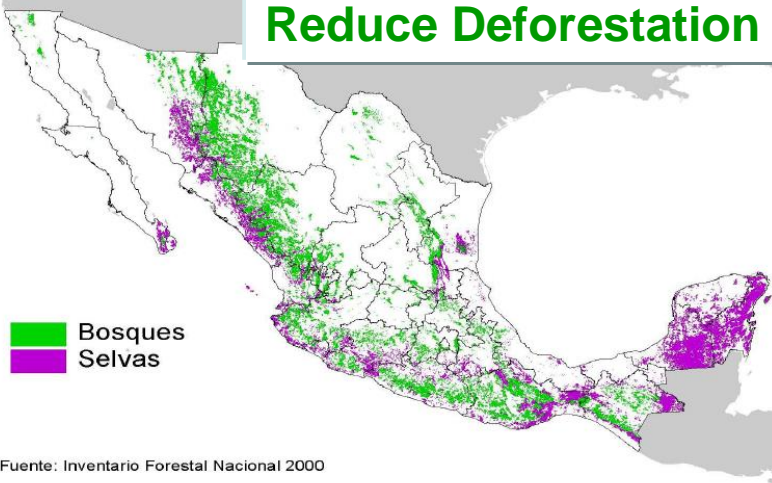 Reduce Deforestation
Bosques
Selvas
Fuente: Inventario Forestal Nacional 2000